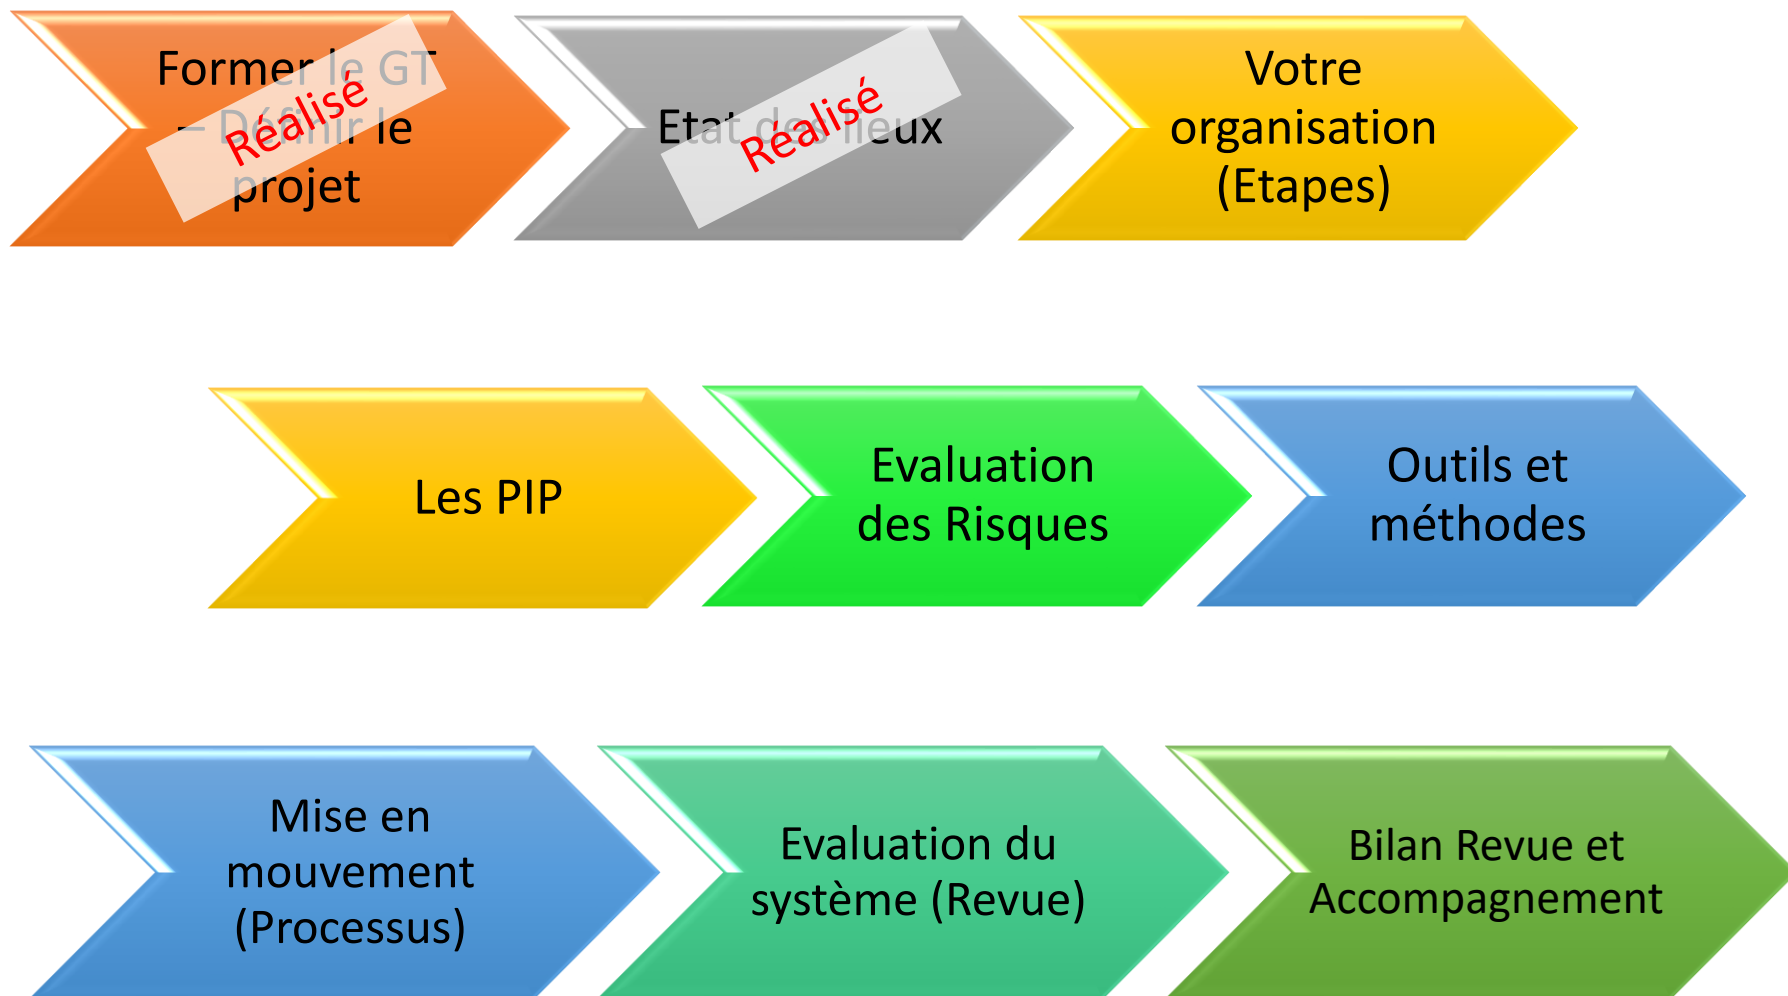 Former le GT
– Définir le
projet
Réalisé
Etat des lieux
Réalisé
Votre
organisation
(Etapes)
Les PIP
Evaluation
des Risques
Outils et
méthodes
Mise en
mouvement
(Processus)
Evaluation du
système (Revue)
Bilan Revue et
Accompagnement